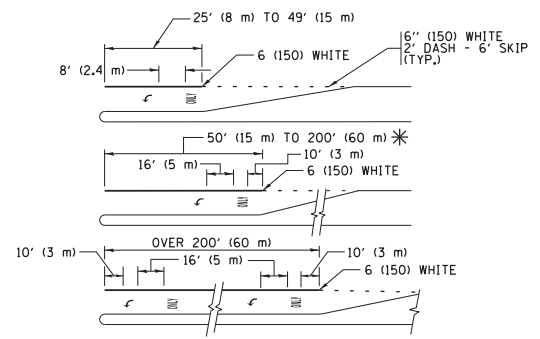 25' (8 m) TO 49' (15 m)
6'' (150) WHITE
2' DASH - 6' SKIP
(TYP.)
6 (150) WHITE
8' (2.4 m)
ONLY
50' (15 m) TO 200' (60 m)
16' (5 m)
10' (3 m)
6 (150) WHITE
ONLY
OVER 200' (60 m)
10' (3 m)
16' (5 m)
10' (3 m)
6 (150) WHITE
ONLY
ONLY